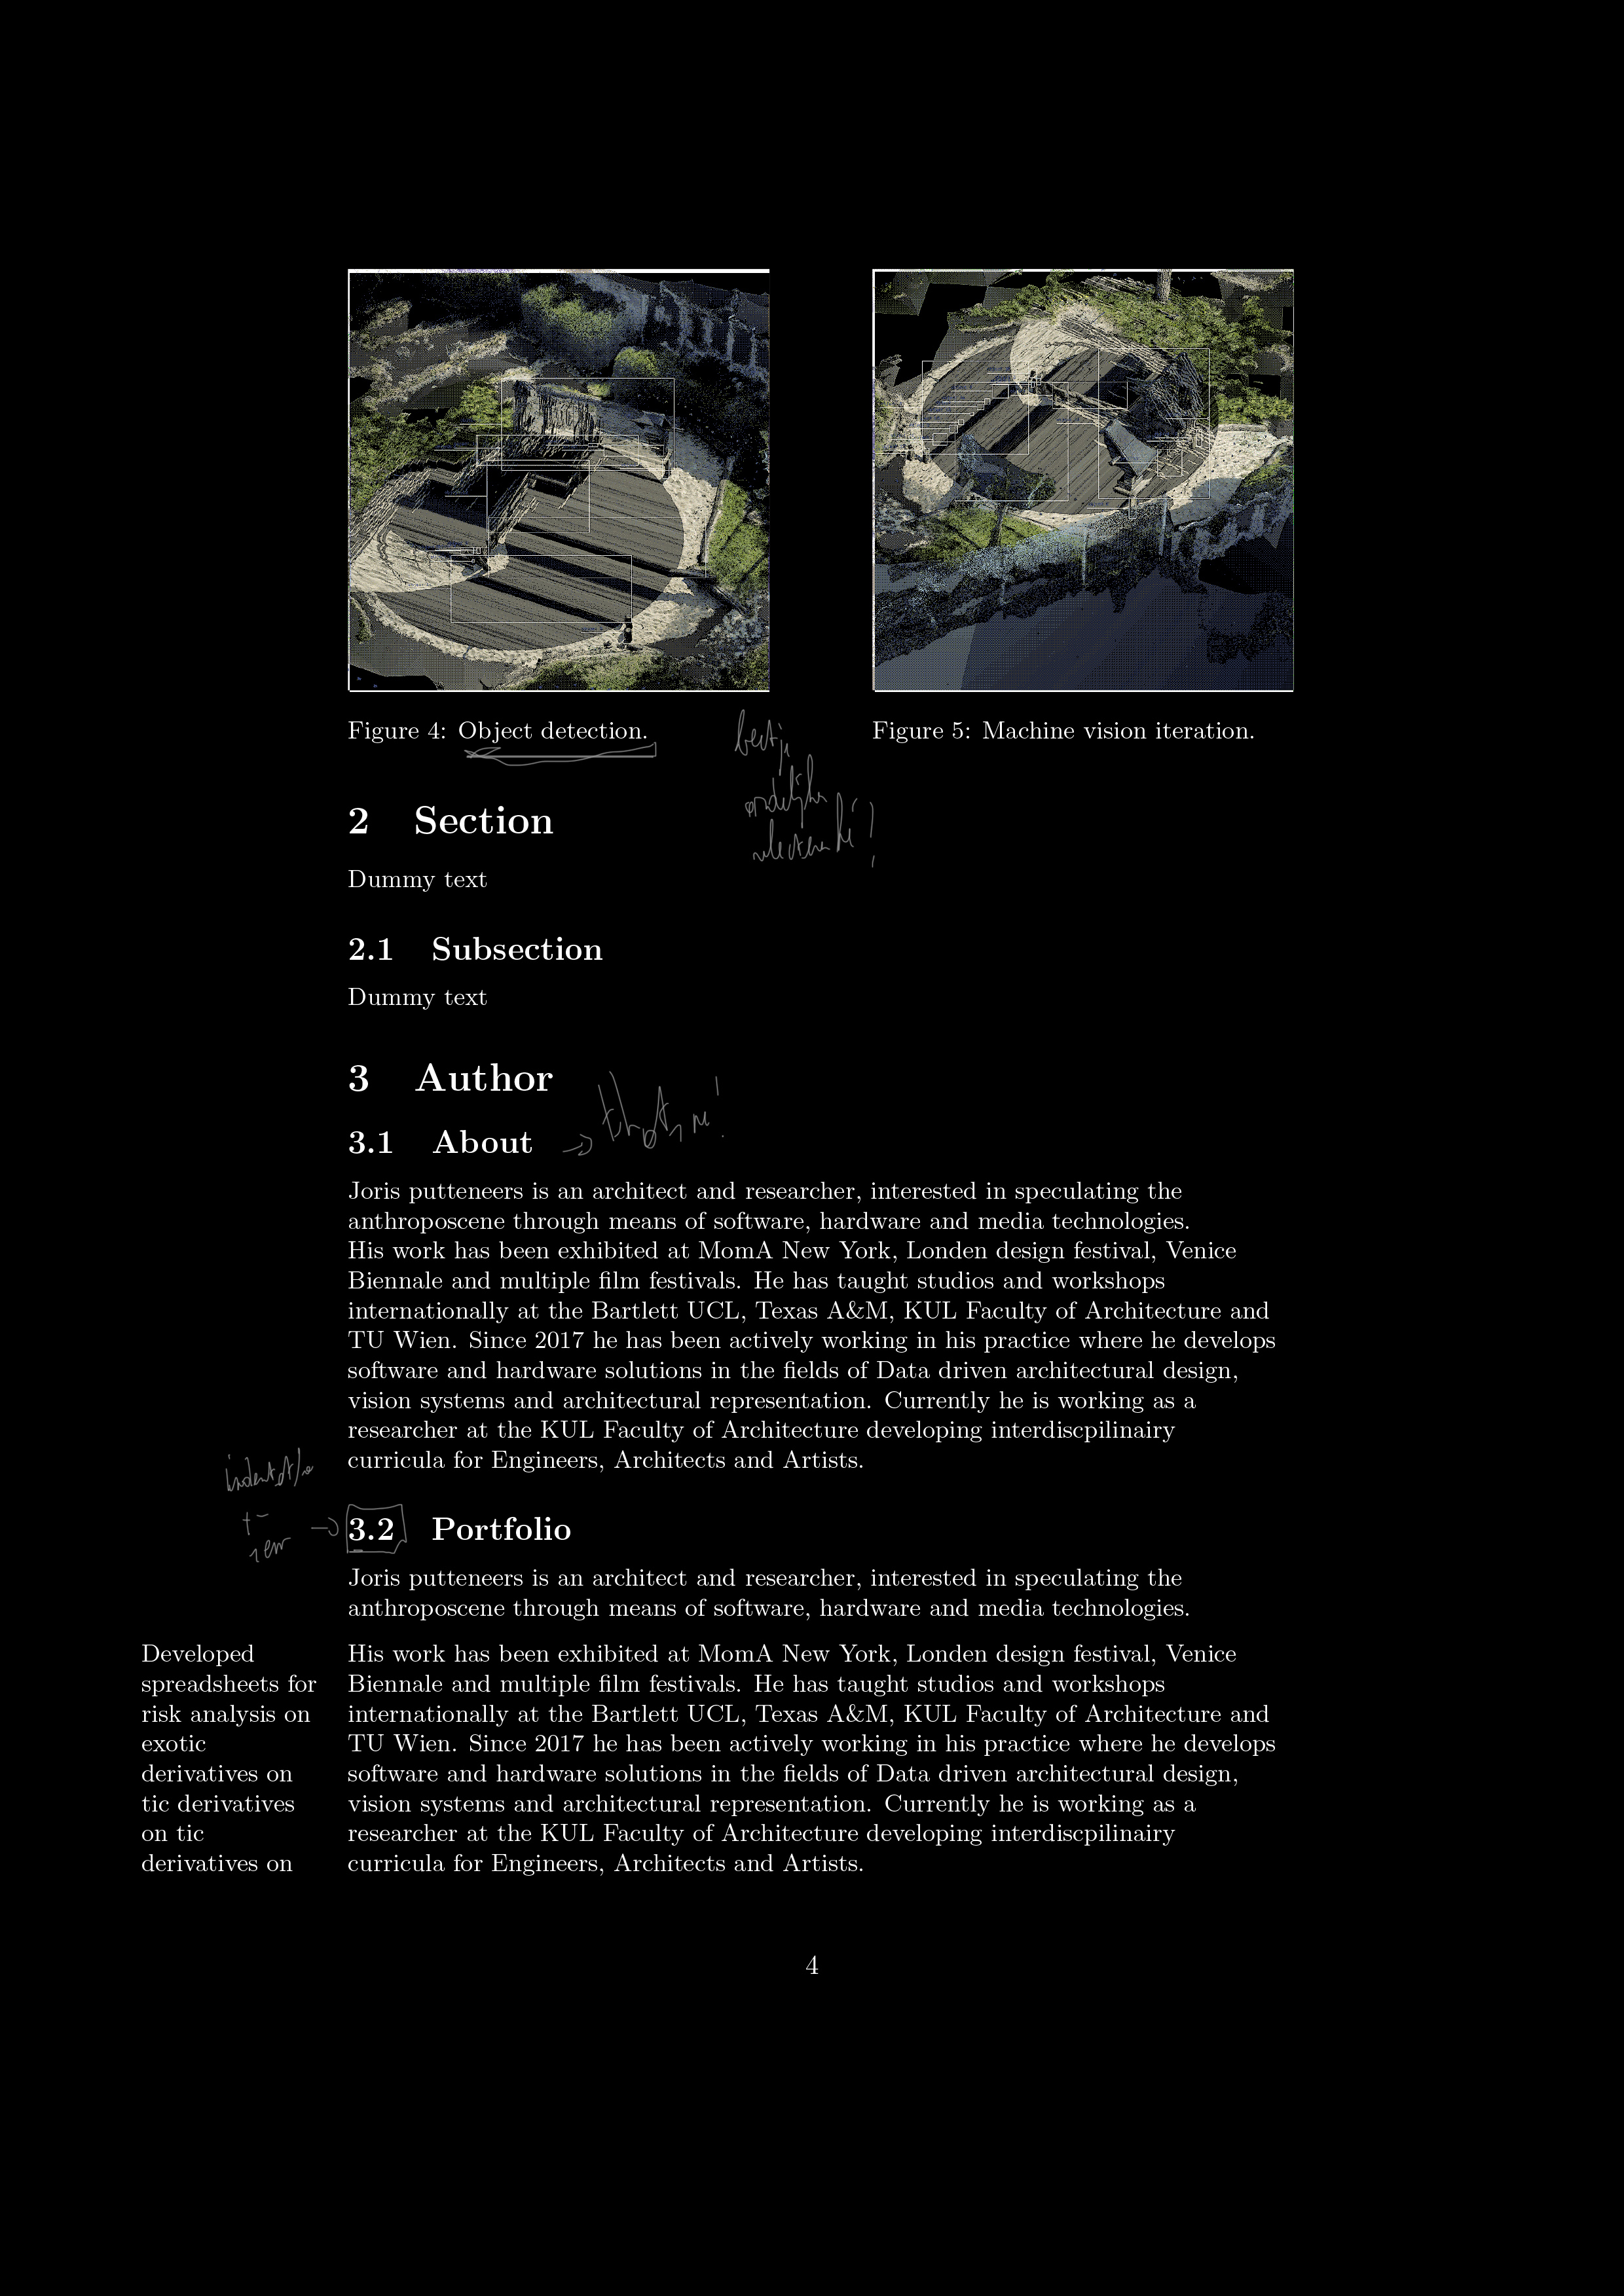 Figure 4: Object detection.
Figure 5: Machine vision iteration.
2 Section
Dummy text
2.1 Subsection
Dummy text
3 Author
3.1 About
Joris putteneers is an architect and researcher, interested in speculating the
anthroposcene through means of software, hardware and media technologies.
His work has been exhibited at MomA New York, Londen design festival, Venice
Biennale and multiple film festivals. He has taught studios and workshops
internationally at the Bartlett UCL, Texas A&M, KUL Faculty of Architecture and
TU Wien. Since 2017 he has been actively working in his practice where he develops
software and hardware solutions in the fields of Data driven architectural design,
vision systems and architectural representation. Currently he is working as a
researcher at the KUL Faculty of Architecture developing interdiscpilinairy
curricula for Engineers, Architects and Artists.
3.2 Portfolio
Joris putteneers is an architect and researcher, interested in speculating the
anthroposcene through means of software, hardware and media technologies.
His work has been exhibited at MomA New York, Londen design festival, Venice
Biennale and multiple film festivals. He has taught studios and workshops
internationally at the Bartlett UCL, Texas A&M, KUL Faculty of Architecture and
TU Wien. Since 2017 he has been actively working in his practice where he develops
software and hardware solutions in the fields of Data driven architectural design,
vision systems and architectural representation. Currently he is working as a
researcher at the KUL Faculty of Architecture developing interdiscpilinairy
curricula for Engineers, Architects and Artists.
Developed
spreadsheets for
risk analysis on
exotic
derivatives on
tic derivatives
on tic
derivatives on
4